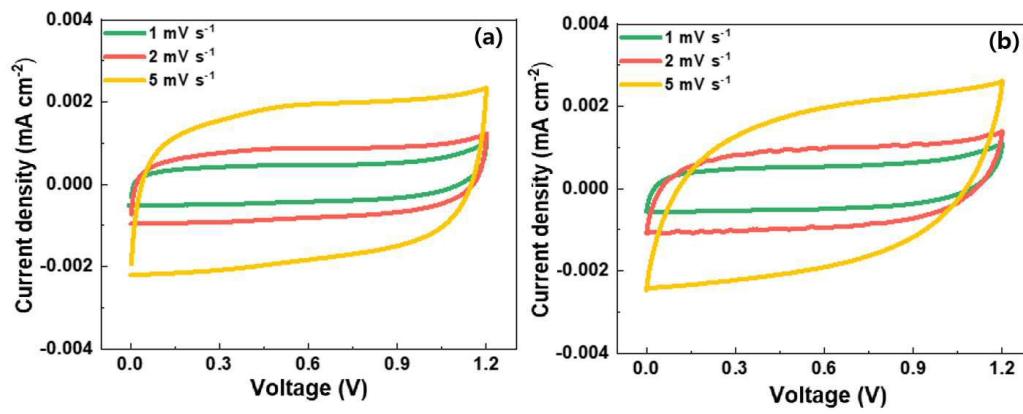 (a)
1 mV s⁻¹
2 mV s⁻¹
5 mV s⁻¹
Current density (mA cm⁻²)
0.004
0.002
0.000
-0.002
-0.004
0.0 0.3 0.6 0.9 1.2
Voltage (V)
(b)
1 mV s⁻¹
2 mV s⁻¹
5 mV s⁻¹
Current density (mA cm⁻²)
0.004
0.002
0.000
-0.002
-0.004
0.0 0.3 0.6 0.9 1.2
Voltage (V)